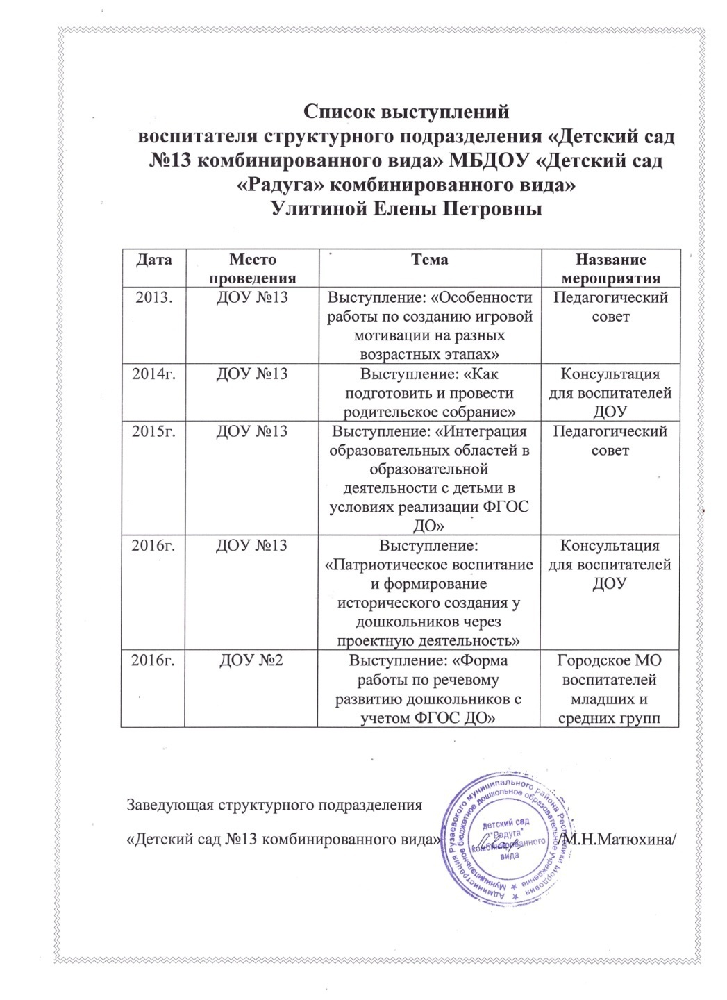 Список выступлений
воспитателя структурного подразделения «Детский сад
№13 комбинированного вида» МБДОУ «Детский сад
«Радуга» комбинированного вида»
Улитиной Елены Петровны
Дата
Место
проведения
Тема
Название
мероприятия
2013.
ДОУ №13
Выступление: «Особенности
работы по созданию игровой
мотивации на разных
возрастных этапах»
Педагогический
совет
2014г.
ДОУ №13
Выступление: «Как
подготовить и провести
родительское собрание»
Консультация
для воспитателей
ДОУ
2015г.
ДОУ №13
Выступление: «Интеграция
образовательных областей в
образовательной
деятельности с детьми в
условиях реализации ФГОС
ДО»
Педагогический
совет
2016г.
ДОУ №13
Выступление:
«Патриотическое воспитание
и формирование
исторического создания у
дошкольников через
проектную деятельность»
Консультация
для воспитателей
ДОУ
2016г.
ДОУ №2
Выступление: «Форма
работы по речевому
развитию дошкольников с
учетом ФГОС ДО»
Городское МО
воспитателей
младших и
средних групп
Заведующая структурного подразделения
«Детский сад №13 комбинированного вида»
/М.Н.Матюхина/
Администрация Рузаевского муниципального района Республики Мордовия
Муниципальное бюджетное дошкольное образовательное учреждение
детский сад
"Радуга"
комбинированного
вида